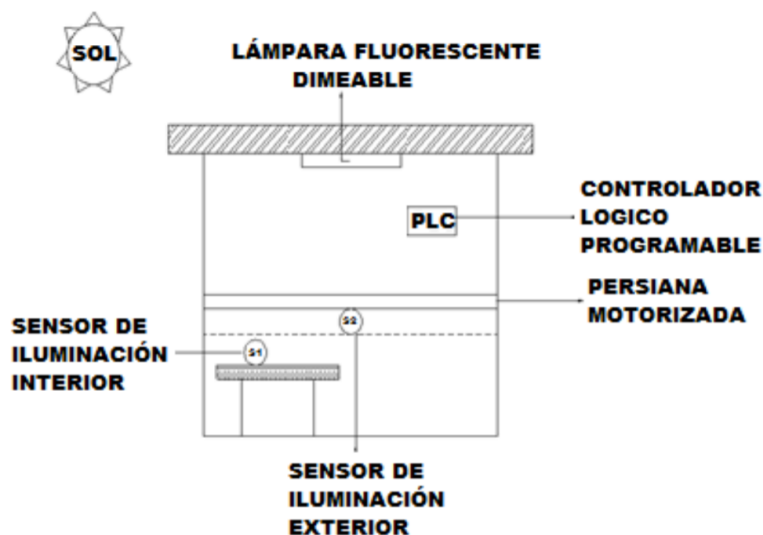 SOL
LÁMPARA FLUORESCENTE
DIMEABLE
PLC
CONTROLADOR
LOGICO
PROGRAMABLE
PERSIANA
MOTORIZADA
S2
SENSOR DE
ILUMINACIÓN
INTERIOR
S1
SENSOR DE
ILUMINACIÓN
EXTERIOR